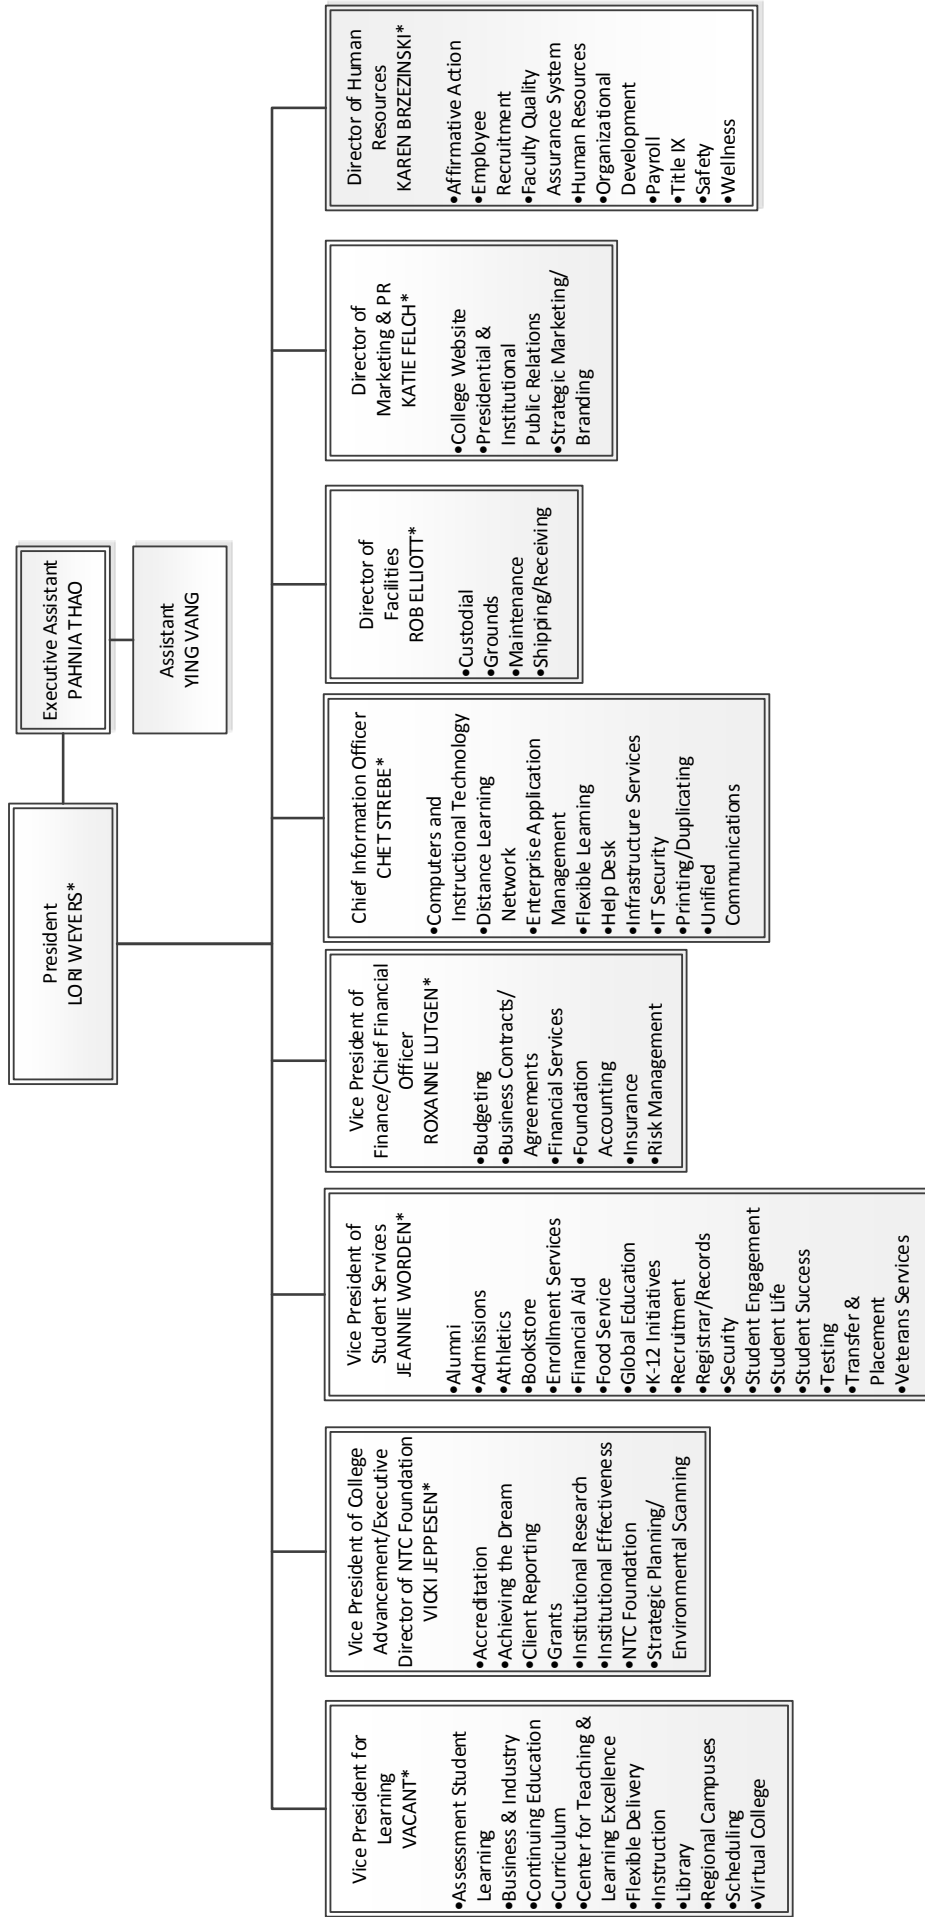 President
LORI WEYERS*
Executive Assistant
PAHNIA THAO
Assistant
YING VANG
Vice President for
Learning
VACANT*
•Assessment Student
Learning
•Business & Industry
•Continuing Education
•Curriculum
•Center for Teaching &
Learning Excellence
•Flexible Delivery
•Instruction
•Library
•Regional Campuses
•Scheduling
•Virtual College
Vice President of College
Advancement/Executive
Director of NTC Foundation
VICKI JEPPESEN*
•Accreditation
•Achieving the Dream
•Client Reporting
•Grants
•Institutional Research
•Institutional Effectiveness
•NTC Foundation
•Strategic Planning/
Environmental Scanning
Vice President of
Student Services
JEANNIE WORDEN*
•Alumni
•Admissions
•Athletics
•Bookstore
•Enrollment Services
•Financial Aid
•Food Service
•Global Education
•K-12 Initiatives
•Recruitment
•Registrar/Records
•Security
•Student Engagement
•Student Life
•Student Success
•Testing
•Transfer &
Placement
•Veterans Services
Vice President of
Finance/Chief Financial
Officer
ROXANNE LUTGEN*
•Budgeting
•Business Contracts/
Agreements
•Financial Services
•Foundation
Accounting
•Insurance
•Risk Management
Chief Information Officer
CHET STREBE*
•Computers and
Instructional Technology
•Distance Learning
Network
•Enterprise Application
Management
•Flexible Learning
•Help Desk
•Infrastructure Services
•IT Security
•Printing/Duplicating
•Unified
Communications
Director of
Facilities
ROB ELLIOTT*
•Custodial
•Grounds
•Maintenance
•Shipping/Receiving
Director of
Marketing & PR
KATIE FELCH*
•College Website
•Presidential &
Institutional
Public Relations
•Strategic Marketing/
Branding
Director of Human
Resources
KAREN BRZEZINSKI*
•Affirmative Action
•Employee
Recruitment
•Faculty Quality
Assurance System
•Human Resources
•Organizational
Development
•Payroll
•Title IX
•Safety
•Wellness